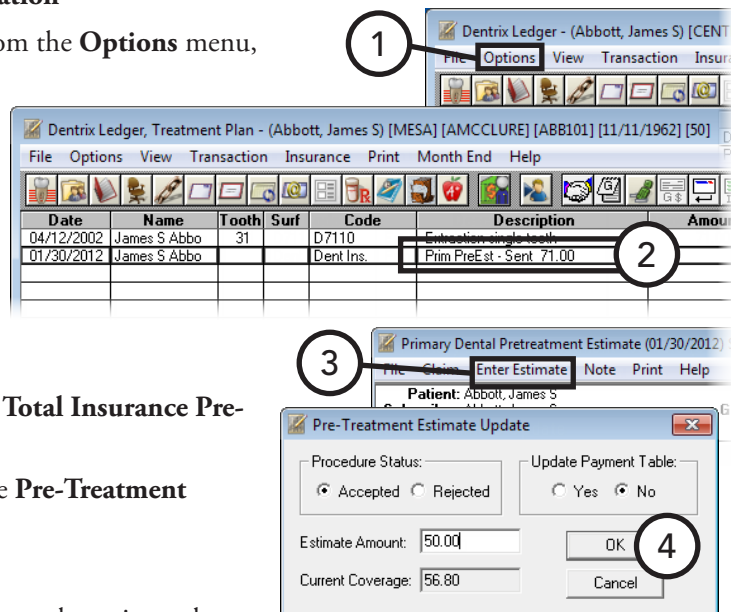 ation
om the Options menu,
1
Dentrix Ledger - (Abbott, James S) [CENT
File Options View Transaction Insur
Dentrix Ledger, Treatment Plan - (Abbott, James S) [MESA] [AMCCLURE] [ABB101] [11/11/1962] [50]
File Options View Transaction Insurance Print Month End Help
Date Name Tooth Surf Code Description Amou
04/12/2002 James S Abbo 31 D7110 Extraction single tooth
01/30/2012 James S Abbo Dent Ins. Prim PreEst - Sent 71.00
2
3
Primary Dental Pretreatment Estimate (01/30/2012)
File Claim Enter Estimate Note Print Help
Patient: Abbott, James S
Total Insurance Pre-
Pre-Treatment Estimate Update
Procedure Status: Update Payment Table:
e Pre-Treatment
Accepted Rejected Yes No
Estimate Amount: 50.00 OK
4
Current Coverage: 56.80 Cancel